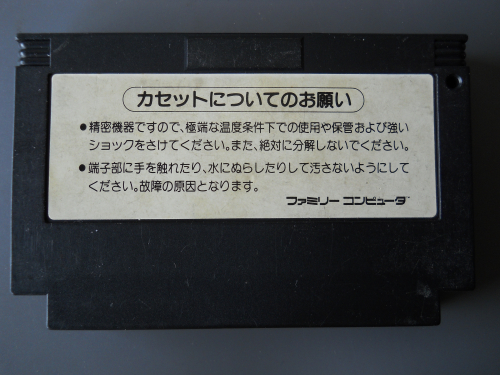 カセットについてのお願い
●精密機器ですので、極端な温度条件下での使用や保管および強い
ショックをさけてください。また、絶対に分解しないでください。
●端子部に手を触れたり、水にぬらしたりして汚さないようにして
ください。故障の原因となります。
ファミリーコンピュータ™